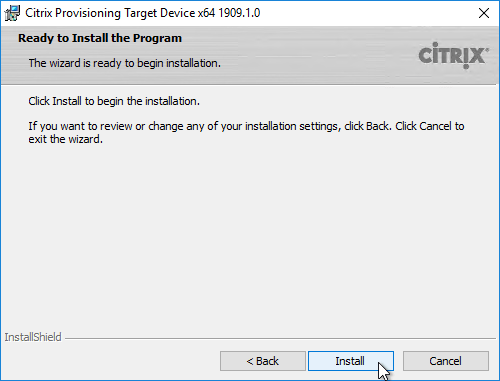 Citrix Provisioning Target Device x64 1909.1.0
Ready to Install the Program
The wizard is ready to begin installation.
CİTRIX
Click Install to begin the installation.
If you want to review or change any of your installation settings, click Back. Click Cancel to
exit the wizard.
InstallShield
< Back
Install
Cancel